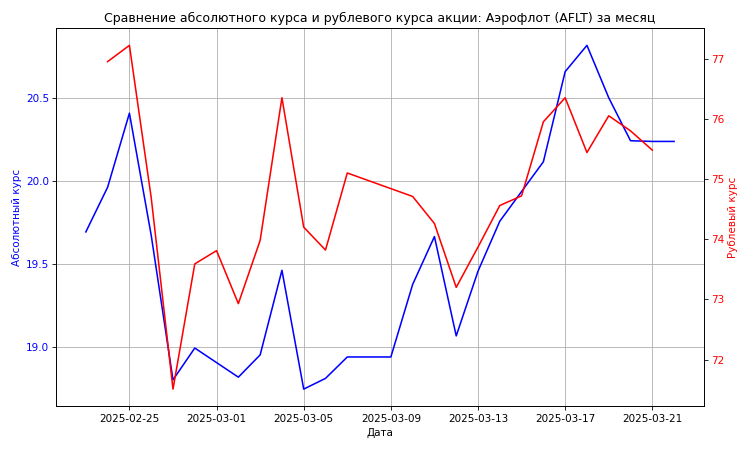 Сравнение абсолютного курса и рублевого курса акции: Аэрофлот (AFLT) за месяц
Абсолютный курс
20.5
20.0
19.5
19.0
77
76
75
74
73
72
Рублевый курс
2025-02-25 2025-03-01 2025-03-05 2025-03-09 2025-03-13 2025-03-17 2025-03-21
Дата